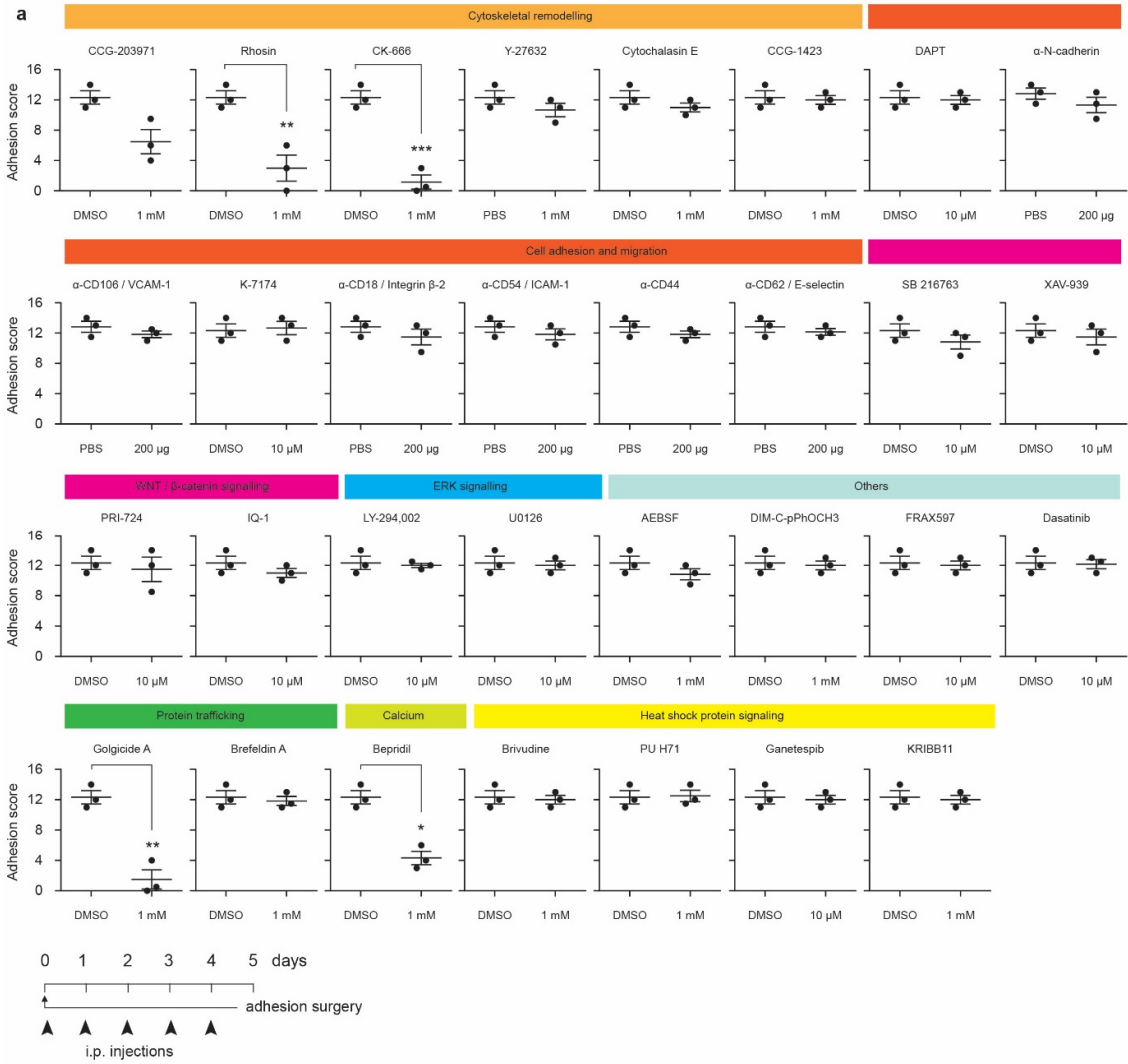 a
Cytoskeletal remodelling
CCG-203971 Rhosin CK-666 Y-27632 Cytochalasin E CCG-1423 DAPT α-N-cadherin
Adhesion score
16
12
8
4
0
** ***
DMSO 1 mM DMSO 1 mM DMSO 1 mM PBS 1 mM DMSO 1 mM DMSO 1 mM DMSO 10 µM PBS 200 µg
Cell adhesion and migration
α-CD106 / VCAM-1 K-7174 α-CD18 / Integrin β-2 α-CD54 / ICAM-1 α-CD44 α-CD62 / E-selectin SB 216763 XAV-939
Adhesion score
16
12
8
4
0
PBS 200 µg DMSO 10 µM PBS 200 µg PBS 200 µg PBS 200 µg PBS 200 µg DMSO 10 µM DMSO 10 µM
WNT / β-catenin signalling ERK signalling Others
PRI-724 IQ-1 LY-294,002 U0126 AEBSF DIM-C-pPhOCH3 FRAX597 Dasatinib
Adhesion score
16
12
8
4
0
DMSO 10 µM DMSO 10 µM DMSO 10 µM DMSO 10 µM DMSO 1 mM DMSO 1 mM DMSO 10 µM DMSO 10 µM
Protein trafficking Calcium Heat shock protein signaling
Golgicide A Brefeldin A Bepridil Brivudine PU H71 Ganetespib KRIBB11
Adhesion score
16
12
8
4
0
** *
DMSO 1 mM DMSO 1 mM DMSO 1 mM DMSO 1 mM DMSO 1 mM DMSO 10 µM DMSO 1 mM
0 1 2 3 4 5 days
adhesion surgery
i.p. injections